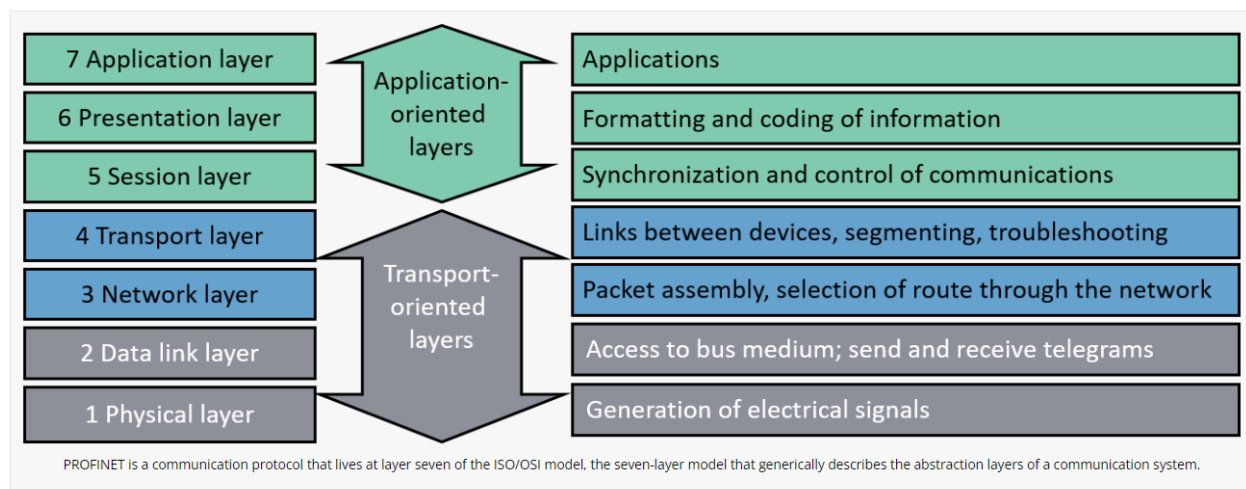 7 Application layer
6 Presentation layer
5 Session layer
4 Transport layer
3 Network layer
2 Data link layer
1 Physical layer
Application-
oriented
layers
Transport-
oriented
layers
Applications
Formatting and coding of information
Synchronization and control of communications
Links between devices, segmenting, troubleshooting
Packet assembly, selection of route through the network
Access to bus medium; send and receive telegrams
Generation of electrical signals
PROFINET is a communication protocol that lives at layer seven of the ISO/OSI model, the seven-layer model that generically describes the abstraction layers of a communication system.